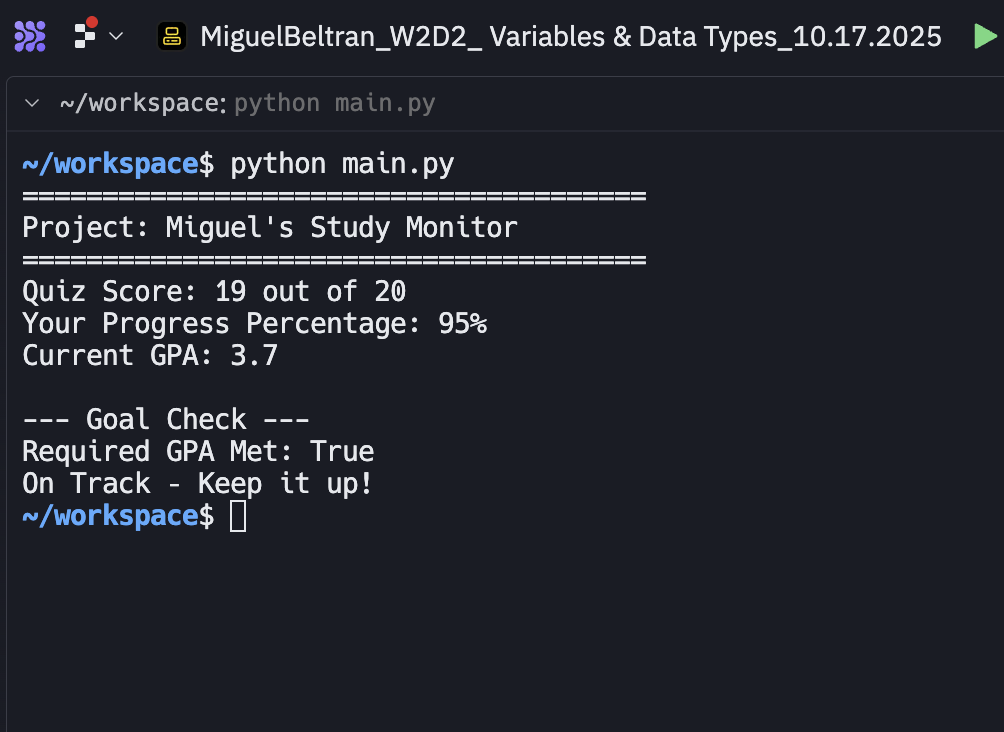 MiguelBeltran_W2D2_ Variables & Data Types_10.17.2025
~/workspace: python main.py
~/workspace$ python main.py
=======================================
Project: Miguel's Study Monitor
=======================================
Quiz Score: 19 out of 20
Your Progress Percentage: 95%
Current GPA: 3.7
--- Goal Check ---
Required GPA Met: True
On Track - Keep it up!
~/workspace$